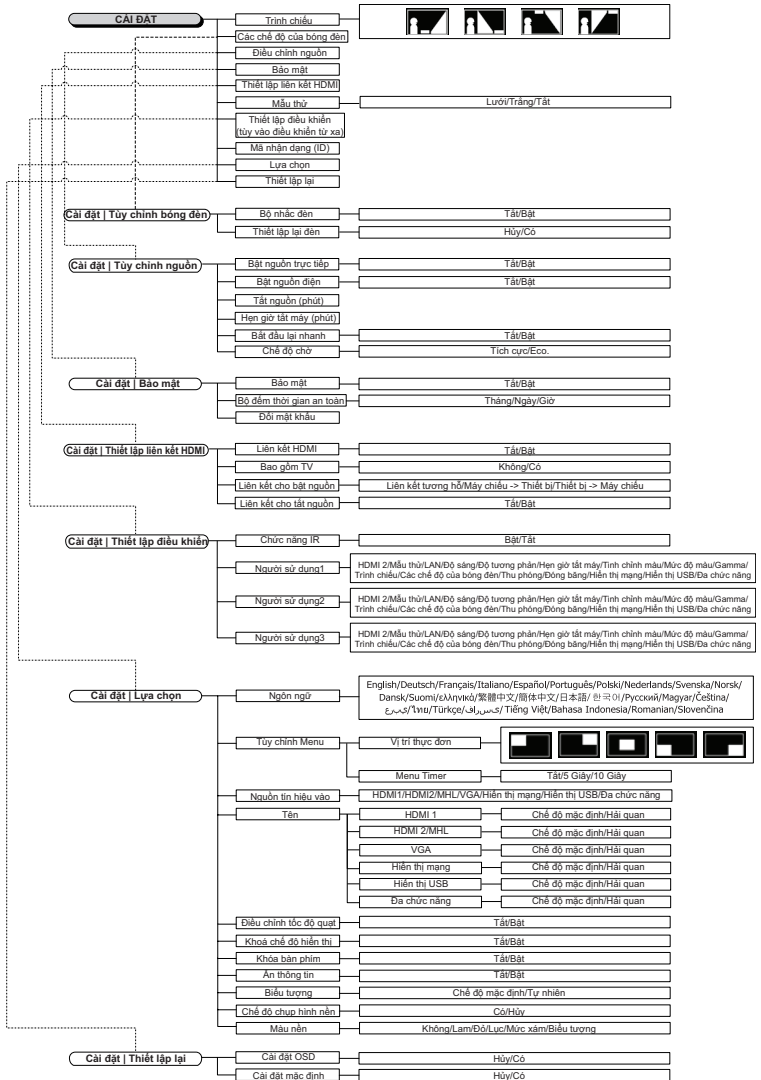 CÀI ĐẶT
Trình chiếu
Các chế độ của bóng đèn
Điều chỉnh nguồn
Bảo mật
Thiết lập liên kết HDMI
Mẫu thử
Lưới/Trắng/Tắt
Thiết lập điều khiển
(tùy vào điều khiển từ xa)
Mã nhận dạng (ID)
Lựa chọn
Thiết lập lại
Cài đặt | Tùy chỉnh bóng đèn
Bộ nhắc đèn
Tắt/Bật
Thiết lập lại đèn
Hủy/Có
Cài đặt | Tùy chỉnh nguồn
Bật nguồn trực tiếp
Tắt/Bật
Bật nguồn điện
Tắt/Bật
Tắt nguồn (phút)
Hẹn giờ tắt máy (phút)
Bắt đầu lại nhanh
Tắt/Bật
Chế độ chờ
Tích cực/Eco.
Cài đặt | Bảo mật
Bảo mật
Tắt/Bật
Bộ đếm thời gian an toàn
Tháng/Ngày/Giờ
Đổi mật khẩu
Cài đặt | Thiết lập liên kết HDMI
Liên kết HDMI
Tắt/Bật
Bao gồm TV
Không/Có
Liên kết cho bật nguồn
Liên kết tương hỗ/Máy chiếu -> Thiết bị/Thiết bị -> Máy chiếu
Liên kết cho tắt nguồn
Tắt/Bật
Cài đặt | Thiết lập điều khiển
Chức năng IR
Bật/Tắt
Người sử dụng1
HDMI 2/Mẫu thử/LAN/Độ sáng/Độ tương phản/Hẹn giờ tắt máy/Tinh chỉnh màu/Mức độ màu/Gamma/
Trình chiếu/Các chế độ của bóng đèn/Thu phóng/Đóng băng/Hiển thị mạng/Hiển thị USB/Đa chức năng
Người sử dụng2
HDMI 2/Mẫu thử/LAN/Độ sáng/Độ tương phản/Hẹn giờ tắt máy/Tinh chỉnh màu/Mức độ màu/Gamma/
Trình chiếu/Các chế độ của bóng đèn/Thu phóng/Đóng băng/Hiển thị mạng/Hiển thị USB/Đa chức năng
Người sử dụng3
HDMI 2/Mẫu thử/LAN/Độ sáng/Độ tương phản/Hẹn giờ tắt máy/Tinh chỉnh màu/Mức độ màu/Gamma/
Trình chiếu/Các chế độ của bóng đèn/Thu phóng/Đóng băng/Hiển thị mạng/Hiển thị USB/Đa chức năng
Cài đặt | Lựa chọn
Ngôn ngữ
English/Deutsch/Français/Italiano/Español/Português/Polski/Nederlands/Svenska/Norsk/
Dansk/Suomi/ελληνικά/繁體中文/簡体中文/日本語/한국어/Русский/Magyar/Čeština/
عربي/ไทย/Türkçe/فارسی/Tiếng Việt/Bahasa Indonesia/Romanian/Slovenčina
Tùy chỉnh Menu
Vị trí thực đơn
Menu Timer
Tắt/5 Giây/10 Giây
Nguồn tín hiệu vào
HDMI1/HDMI2/MHL/VGA/Hiển thị mạng/Hiển thị USB/Đa chức năng
Tên
HDMI 1
Chế độ mặc định/Hải quan
HDMI 2/MHL
Chế độ mặc định/Hải quan
VGA
Chế độ mặc định/Hải quan
Hiển thị mạng
Chế độ mặc định/Hải quan
Hiển thị USB
Chế độ mặc định/Hải quan
Đa chức năng
Chế độ mặc định/Hải quan
Điều chỉnh tốc độ quạt
Tắt/Bật
Khoá chế độ hiển thị
Tắt/Bật
Khóa bàn phím
Tắt/Bật
Ẩn thông tin
Tắt/Bật
Biểu tượng
Chế độ mặc định/Tự nhiên
Chế độ chụp hình nền
Có/Hủy
Màu nền
Không/Lam/Đỏ/Lục/Mức xám/Biểu tượng
Cài đặt | Thiết lập lại
Cài đặt OSD
Hủy/Có
Cài đặt mặc định
Hủy/Có